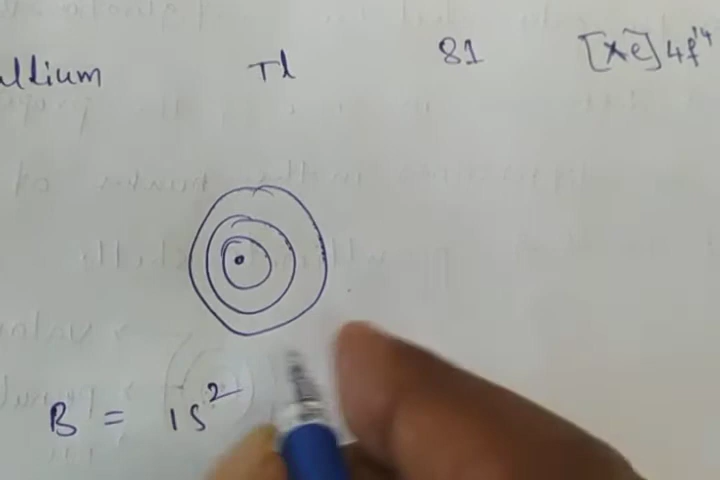 llium Tl 81 [Xe]4f¹⁴
B = 1s²